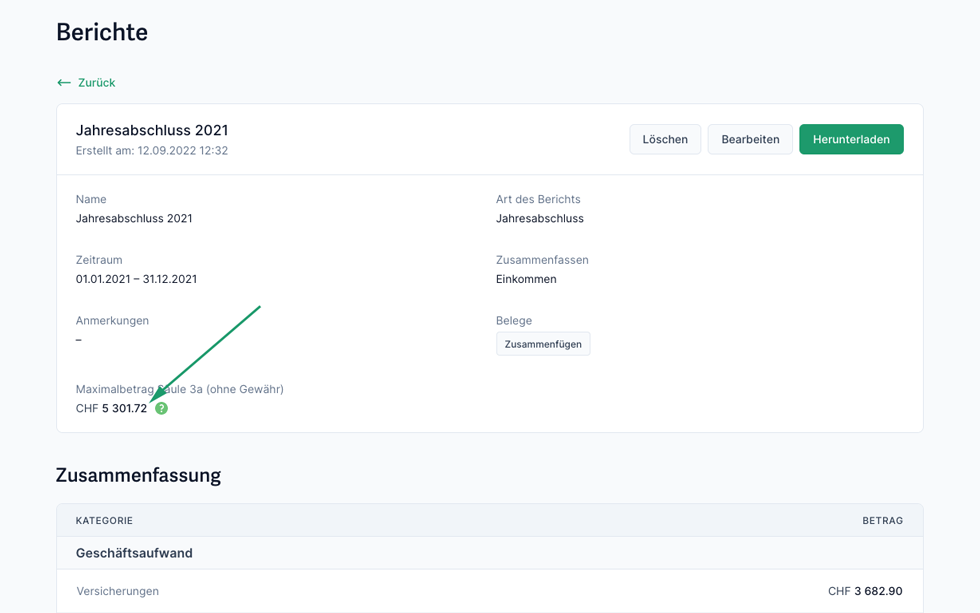 Berichte
← Zurück
Jahresabschluss 2021
Erstellt am: 12.09.2022 12:32
Löschen
Bearbeiten
Herunterladen
Name
Jahresabschluss 2021
Art des Berichts
Jahresabschluss
Zeitraum
01.01.2021 – 31.12.2021
Zusammenfassen
Einkommen
Anmerkungen
–
Belege
Zusammenfügen
Maximalbetrag Säule 3a (ohne Gewähr)
CHF 5 301.72 ?
Zusammenfassung
KATEGORIE BETRAG
Geschäftsaufwand
Versicherungen CHF 3 682.90